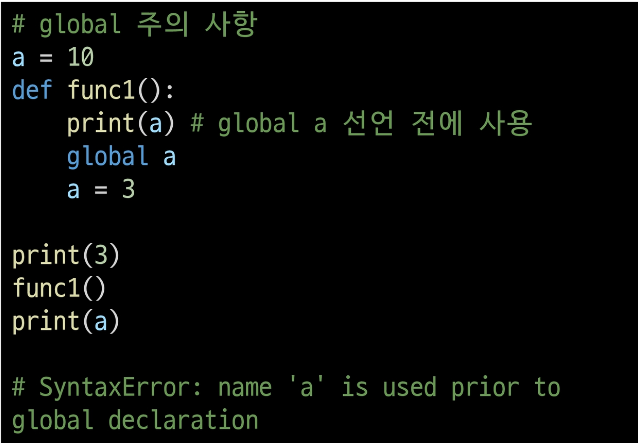 # global 주의 사항
a = 10
def func1():
    print(a) # global a 선언 전에 사용
    global a
    a = 3

print(3)
func1()
print(a)

# SyntaxError: name 'a' is used prior to
global declaration